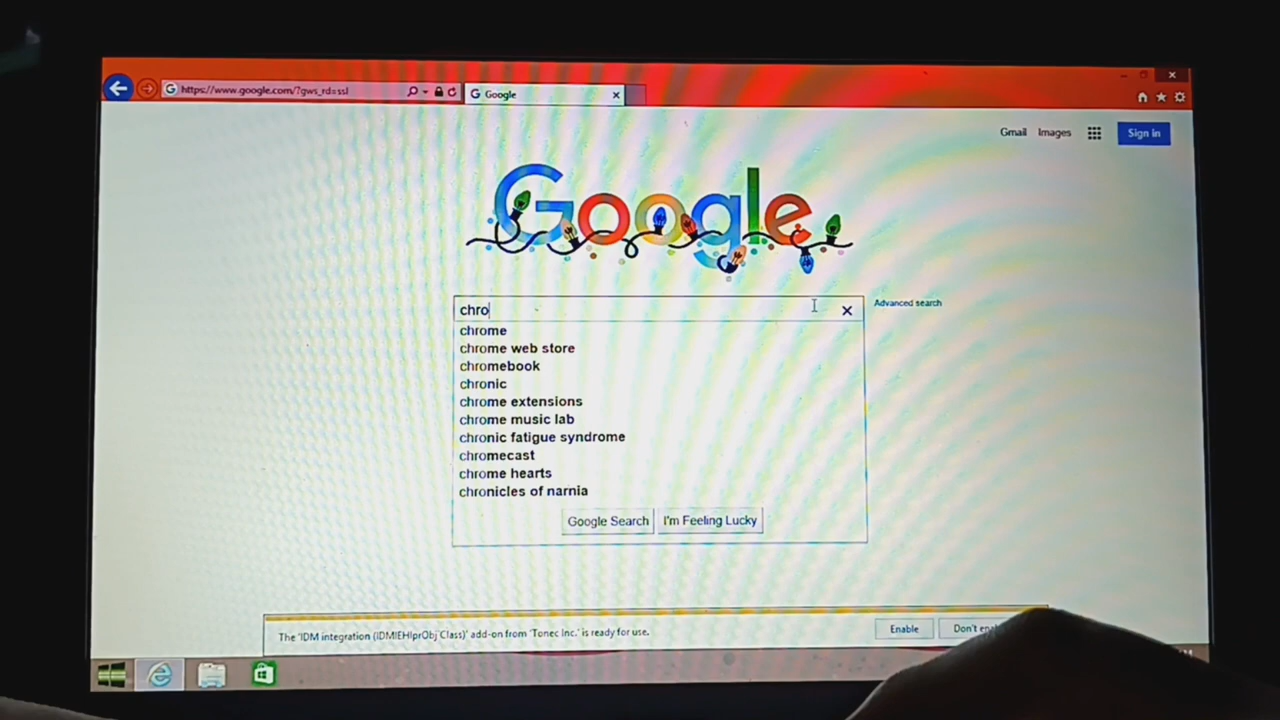 https://www.google.com/?gws_rd=ssl
Google
Gmail Images Sign in
Google
chro
Advanced search
chrome
chrome web store
chromebook
chronic
chrome extensions
chrome music lab
chronic fatigue syndrome
chromecast
chrome hearts
chronicles of narnia
Google Search I'm Feeling Lucky
The 'IDM integration (IDMIEHlprObj Class)' add-on from 'Tonec Inc.' is ready for use.
Enable Don't